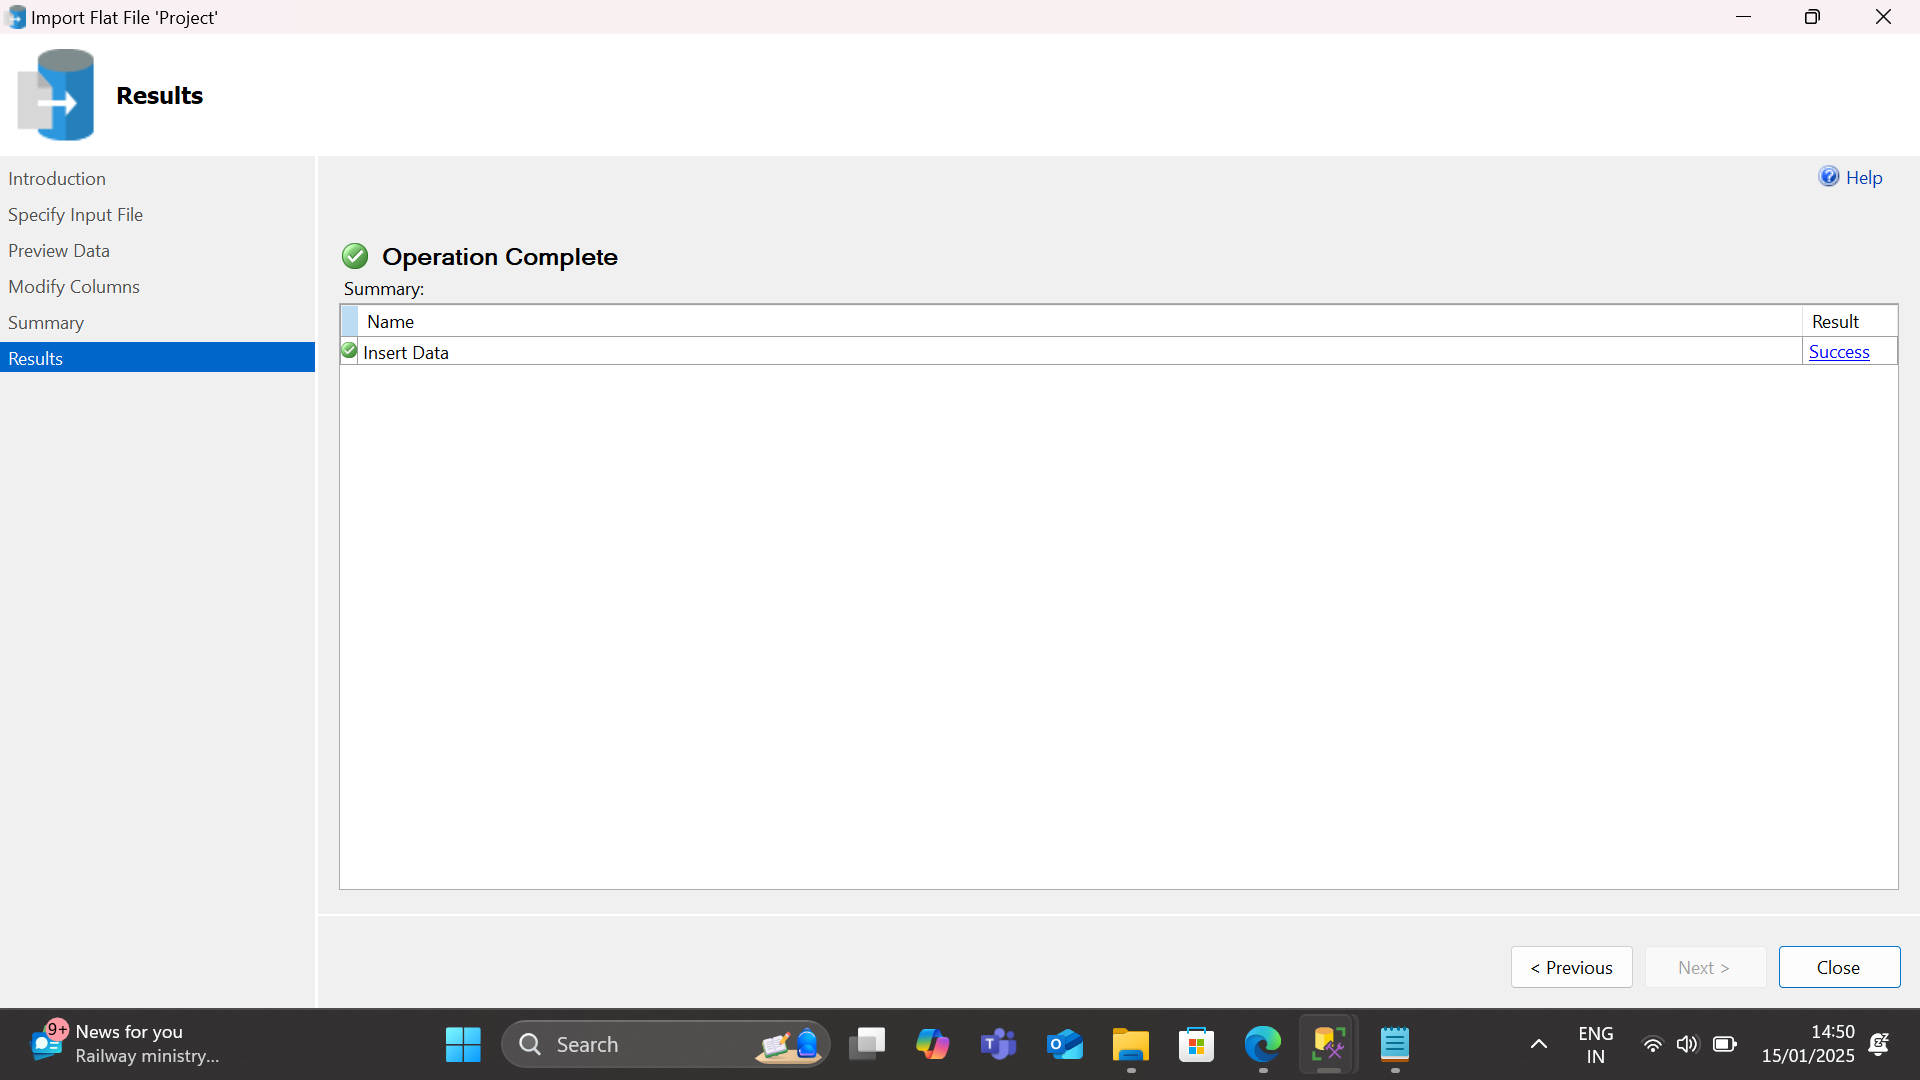 Import Flat File 'Project'
Results
Introduction
Specify Input File
Preview Data
Modify Columns
Summary
Results
Help
Operation Complete
Summary:
Name Result
Insert Data Success
< Previous Next > Close
9+ News for you
Railway ministry...
Search
ENG
IN
14:50
15/01/2025